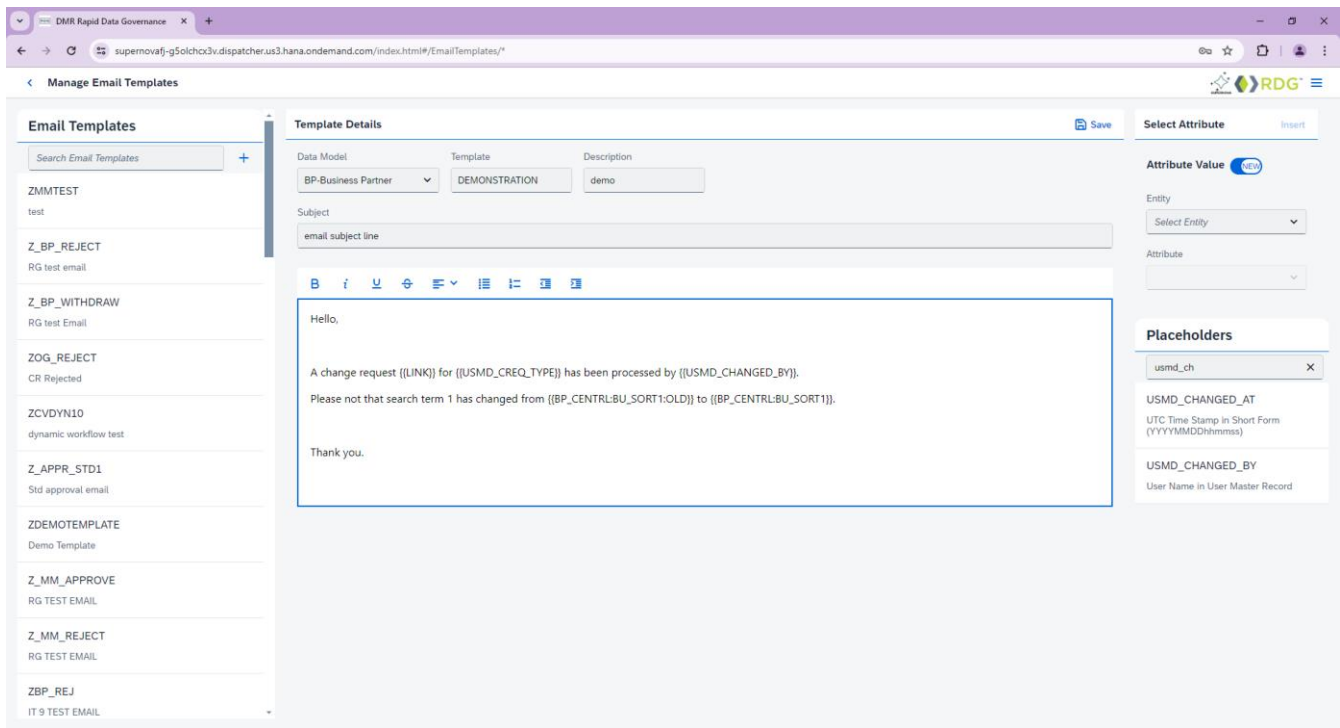 DMR Rapid Data Governance
supernovafj-g5olchcx3v.dispatcher.us3.hana.ondemand.com/index.html#/EmailTemplates/*
Manage Email Templates
RDG
Email Templates
Search Email Templates
ZMMTEST
test
Z_BP_REJECT
RG test email
Z_BP_WITHDRAW
RG test Email
ZOG_REJECT
CR Rejected
ZCVDYN10
dynamic workflow test
Z_APPR_STD1
Std approval email
ZDEMOTEMPLATE
Demo Template
Z_MM_APPROVE
RG TEST EMAIL
Z_MM_REJECT
RG TEST EMAIL
ZBP_REJ
IT 9 TEST EMAIL
Template Details
Save
Data Model Template Description
BP-Business Partner DEMONSTRATION demo
Subject
email subject line
B i U S
Hello,
A change request {{LINK}} for {{USMD_CREQ_TYPE}} has been processed by {{USMD_CHANGED_BY}}.
Please not that search term 1 has changed from {{BP_CENTRL:BU_SORT1:OLD}} to {{BP_CENTRL:BU_SORT1}}.
Thank you.
Select Attribute Insert
Attribute Value NEW
Entity
Select Entity
Attribute
Placeholders
usmd_ch
USMD_CHANGED_AT
UTC Time Stamp in Short Form
(YYYYMMDDhhmmss)
USMD_CHANGED_BY
User Name in User Master Record